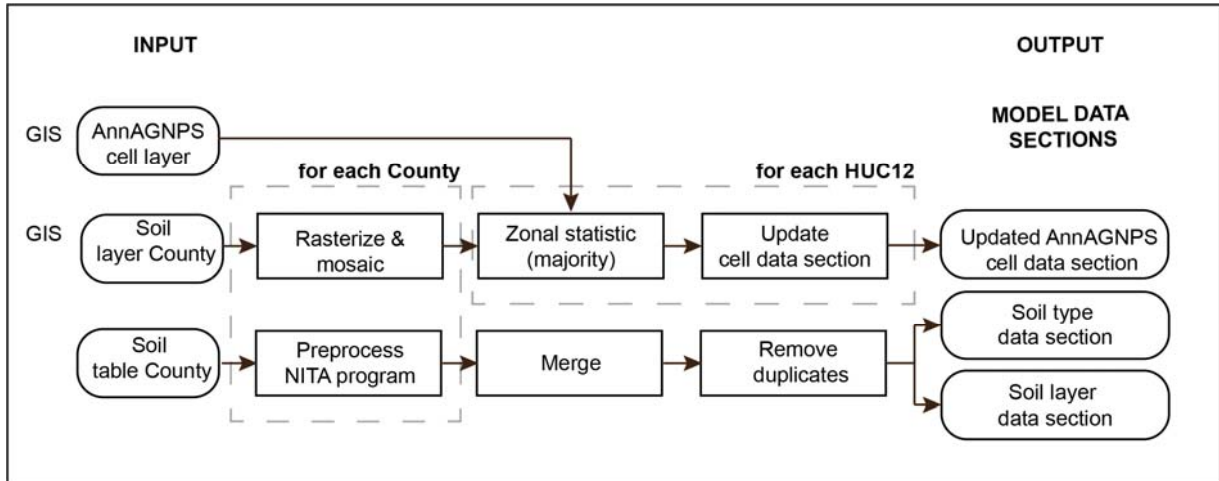 INPUT
OUTPUT
MODEL DATA
SECTIONS
GIS
AnnAGNPS
cell layer
for each County
for each HUC12
GIS
Soil
layer County
Rasterize &
mosaic
Zonal statistic
(majority)
Update
cell data section
Updated AnnAGNPS
cell data section
Soil
table County
Preprocess
NITA program
Merge
Remove
duplicates
Soil type
data section
Soil layer
data section